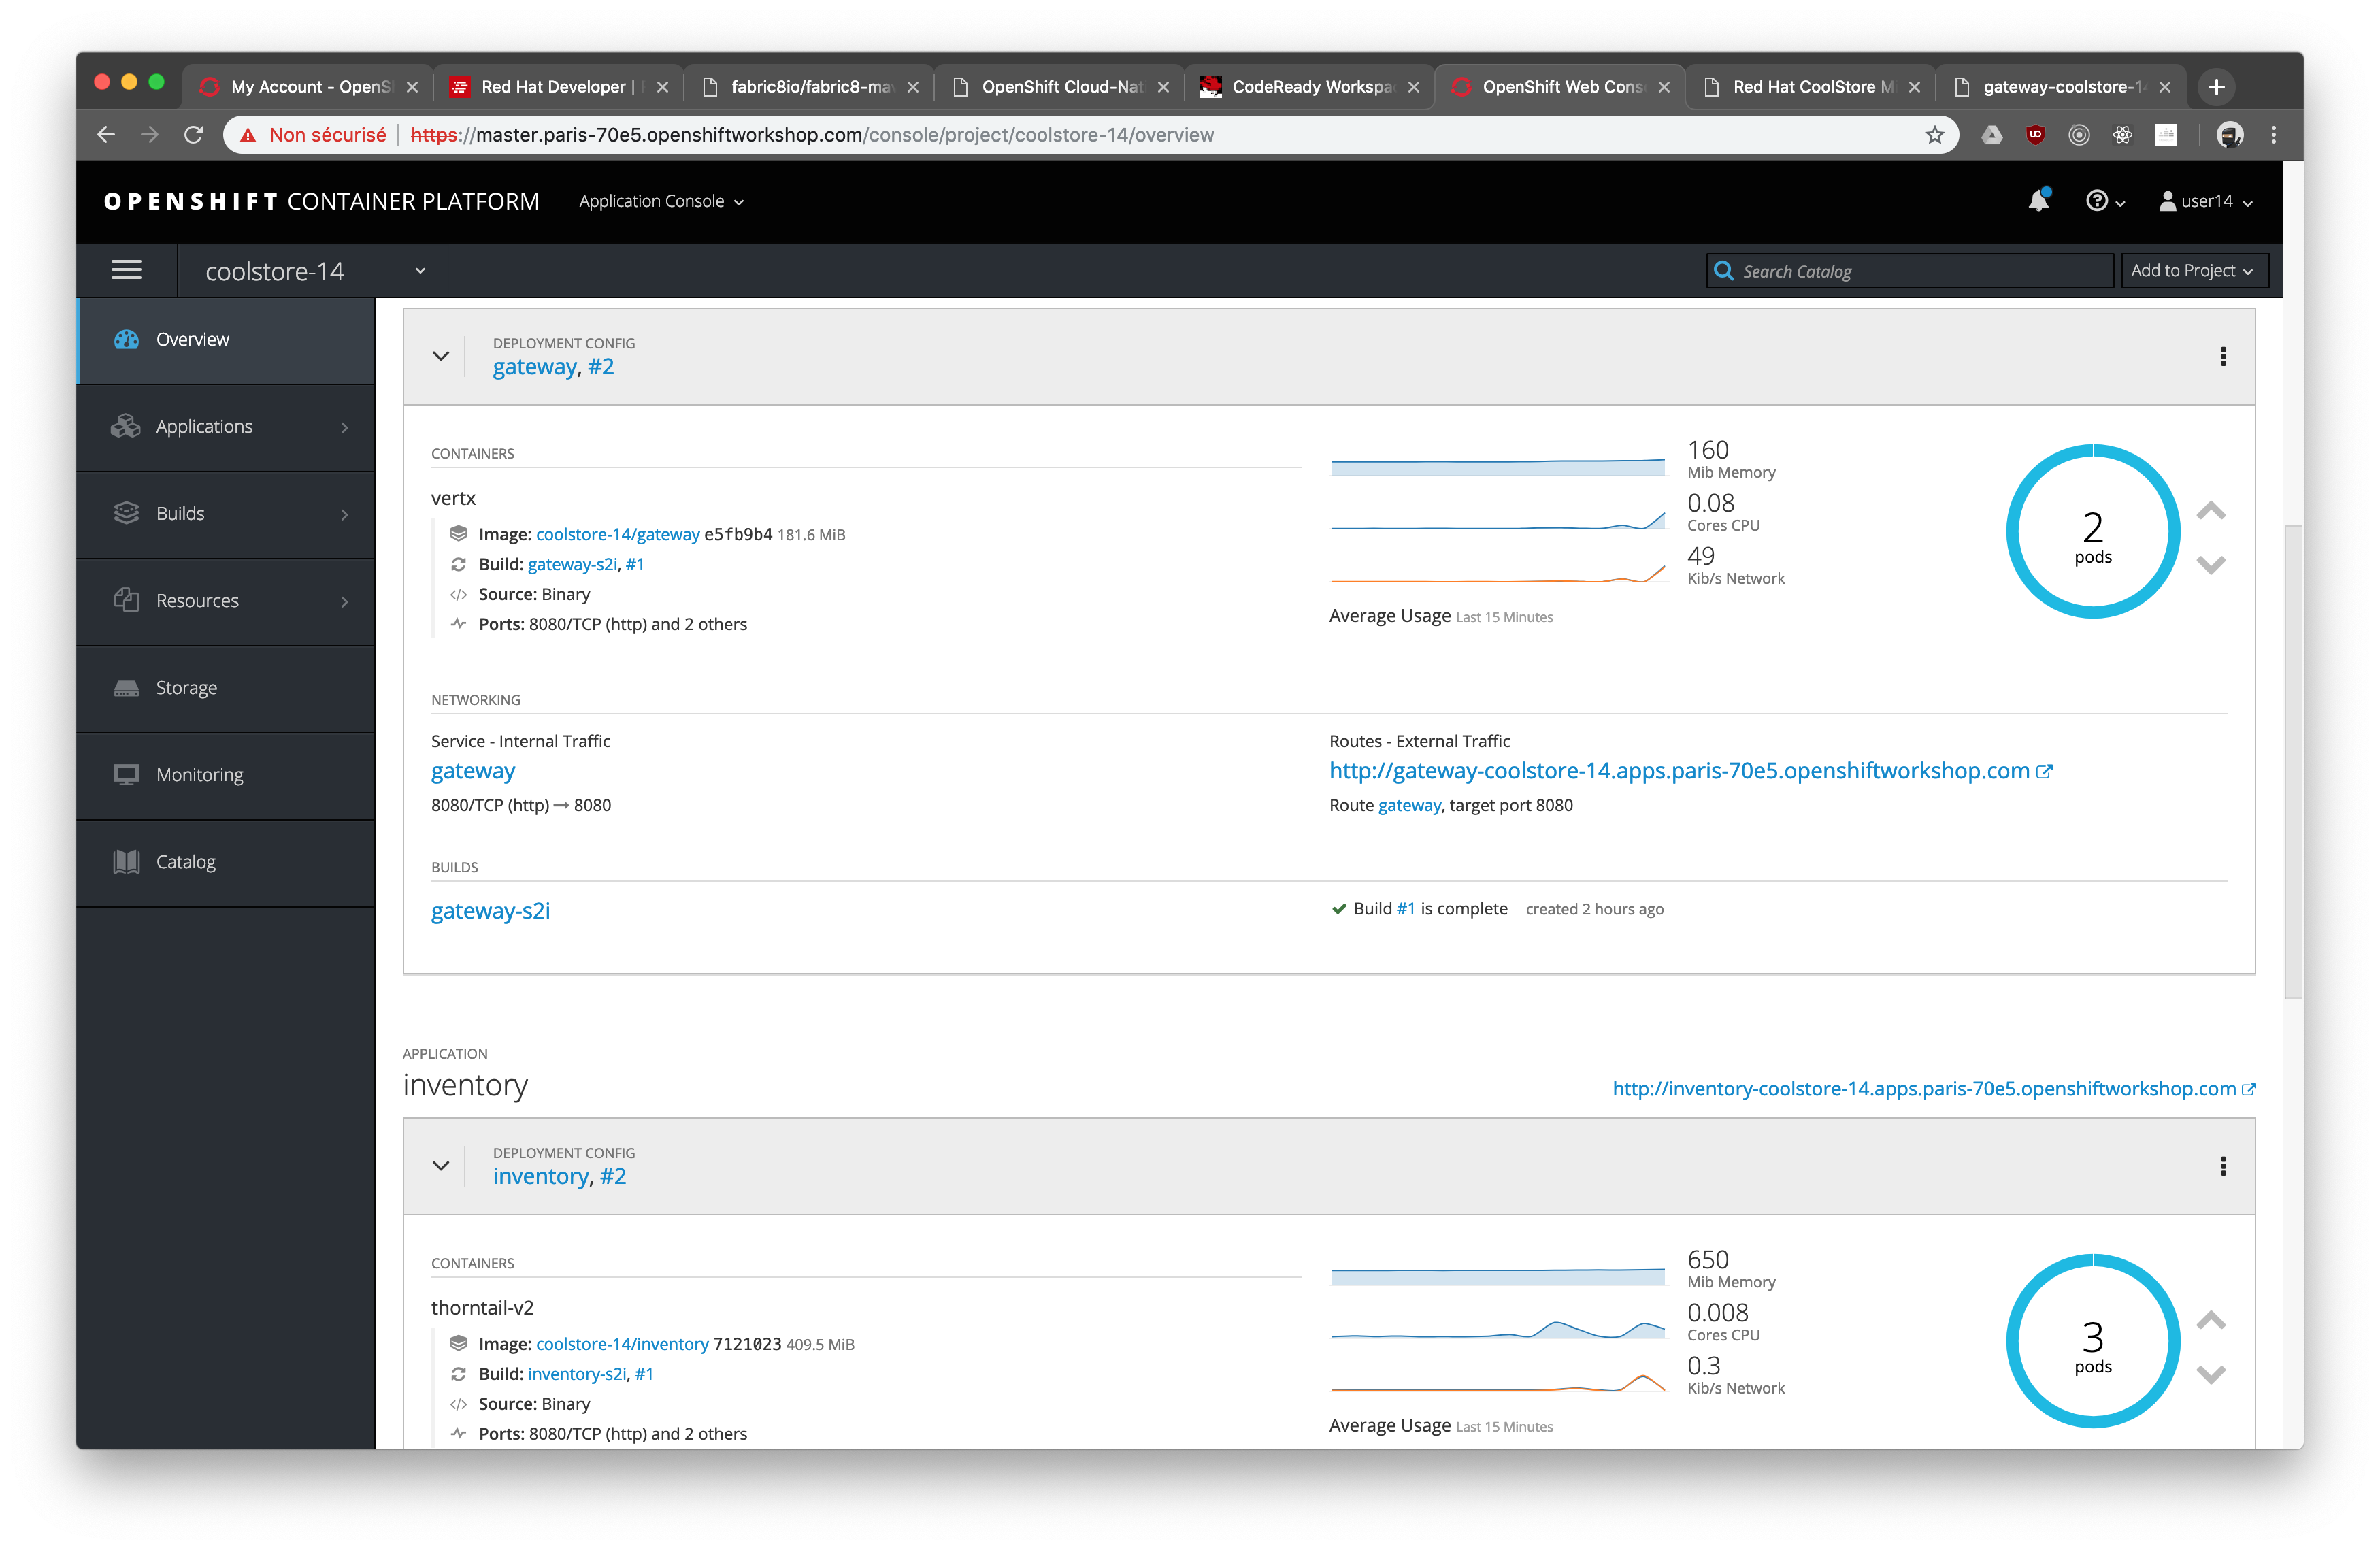 My Account - OpenS
Red Hat Developer |
fabric8io/fabric8-ma
OpenShift Cloud-Nat
CodeReady Workspa
OpenShift Web Cons
Red Hat CoolStore M
gateway-coolstore-1
Non sécurisé
https://master.paris-70e5.openshiftworkshop.com/console/project/coolstore-14/overview
OPENSHIFT CONTAINER PLATFORM
Application Console
user14
coolstore-14
Search Catalog
Add to Project
Overview
Applications
Builds
Resources
Storage
Monitoring
Catalog
DEPLOYMENT CONFIG
gateway, #2
CONTAINERS
vertx
Image: coolstore-14/gateway e5fb9b4 181.6 MiB
Build: gateway-s2i, #1
Source: Binary
Ports: 8080/TCP (http) and 2 others
160
Mib Memory
0.08
Cores CPU
49
Kib/s Network
Average Usage Last 15 Minutes
2
pods
NETWORKING
Service - Internal Traffic
gateway
8080/TCP (http) → 8080
Routes - External Traffic
http://gateway-coolstore-14.apps.paris-70e5.openshiftworkshop.com
Route gateway, target port 8080
BUILDS
gateway-s2i
Build #1 is complete created 2 hours ago
APPLICATION
inventory
http://inventory-coolstore-14.apps.paris-70e5.openshiftworkshop.com
DEPLOYMENT CONFIG
inventory, #2
CONTAINERS
thorntail-v2
Image: coolstore-14/inventory 7121023 409.5 MiB
Build: inventory-s2i, #1
Source: Binary
Ports: 8080/TCP (http) and 2 others
650
Mib Memory
0.008
Cores CPU
0.3
Kib/s Network
Average Usage Last 15 Minutes
3
pods